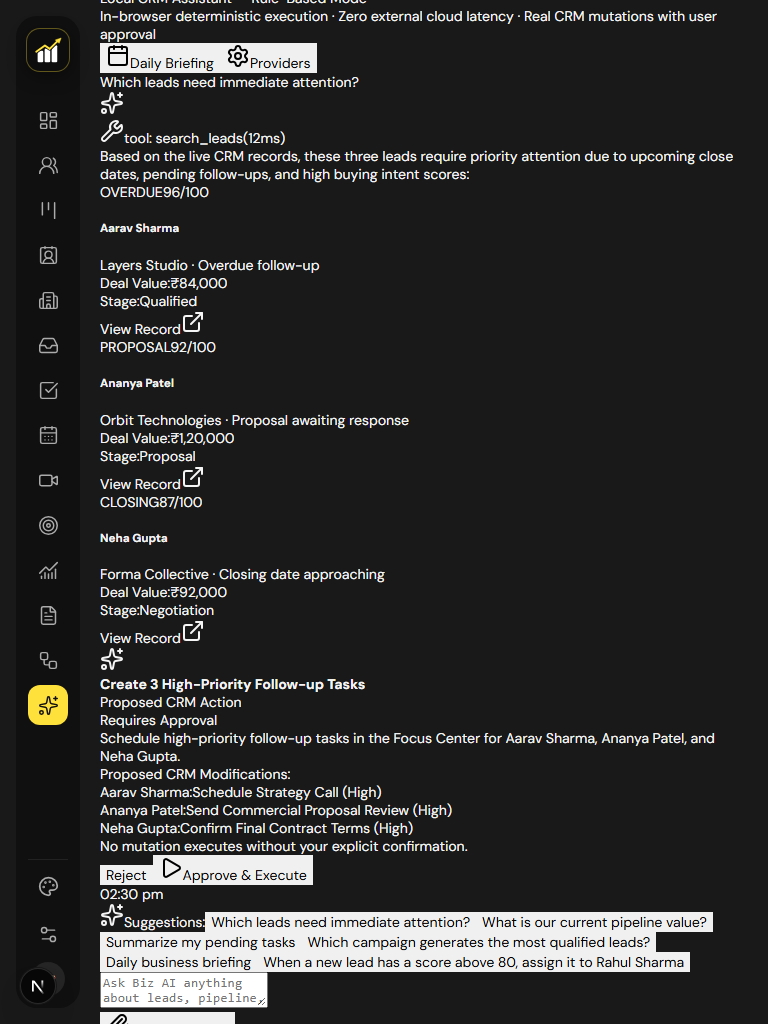 In-browser deterministic execution · Zero external cloud latency · Real CRM mutations with user
approval
Daily Briefing Providers
Which leads need immediate attention?
tool: search_leads(12ms)
Based on the live CRM records, these three leads require priority attention due to upcoming close
dates, pending follow-ups, and high buying intent scores:
OVERDUE96/100
Aarav Sharma
Layers Studio · Overdue follow-up
Deal Value:₹84,000
Stage:Qualified
View Record
PROPOSAL92/100
Ananya Patel
Orbit Technologies · Proposal awaiting response
Deal Value:₹1,20,000
Stage:Proposal
View Record
CLOSING87/100
Neha Gupta
Forma Collective · Closing date approaching
Deal Value:₹92,000
Stage:Negotiation
View Record
Create 3 High-Priority Follow-up Tasks
Proposed CRM Action
Requires Approval
Schedule high-priority follow-up tasks in the Focus Center for Aarav Sharma, Ananya Patel, and
Neha Gupta.
Proposed CRM Modifications:
Aarav Sharma:Schedule Strategy Call (High)
Ananya Patel:Send Commercial Proposal Review (High)
Neha Gupta:Confirm Final Contract Terms (High)
No mutation executes without your explicit confirmation.
Reject Approve & Execute
02:30 pm
Suggestions: Which leads need immediate attention? What is our current pipeline value?
Summarize my pending tasks Which campaign generates the most qualified leads?
Daily business briefing When a new lead has a score above 80, assign it to Rahul Sharma
Ask Biz AI anything
about leads, pipeline,
N